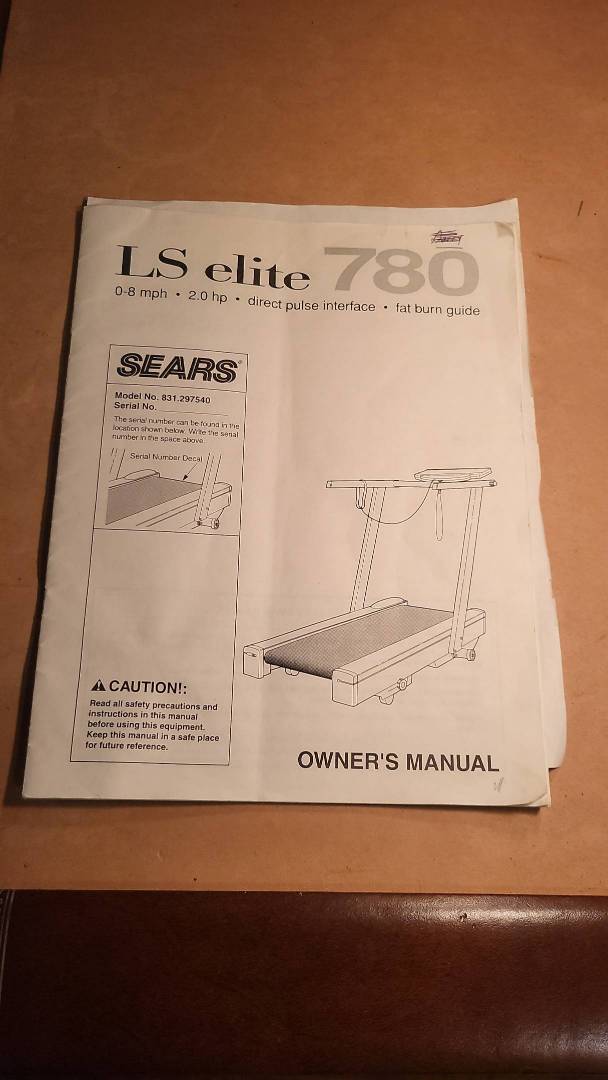 LS elite 780
0-8 mph • 2.0 hp • direct pulse interface • fat burn guide
SEARS®
Model No. 831.297540
Serial No.
The serial number can be found in the
location shown below. Write the serial
number in the space above.
Serial Number Decal
CAUTION!:
Read all safety precautions and
instructions in this manual
before using this equipment.
Keep this manual in a safe place
for future reference.
OWNER'S MANUAL